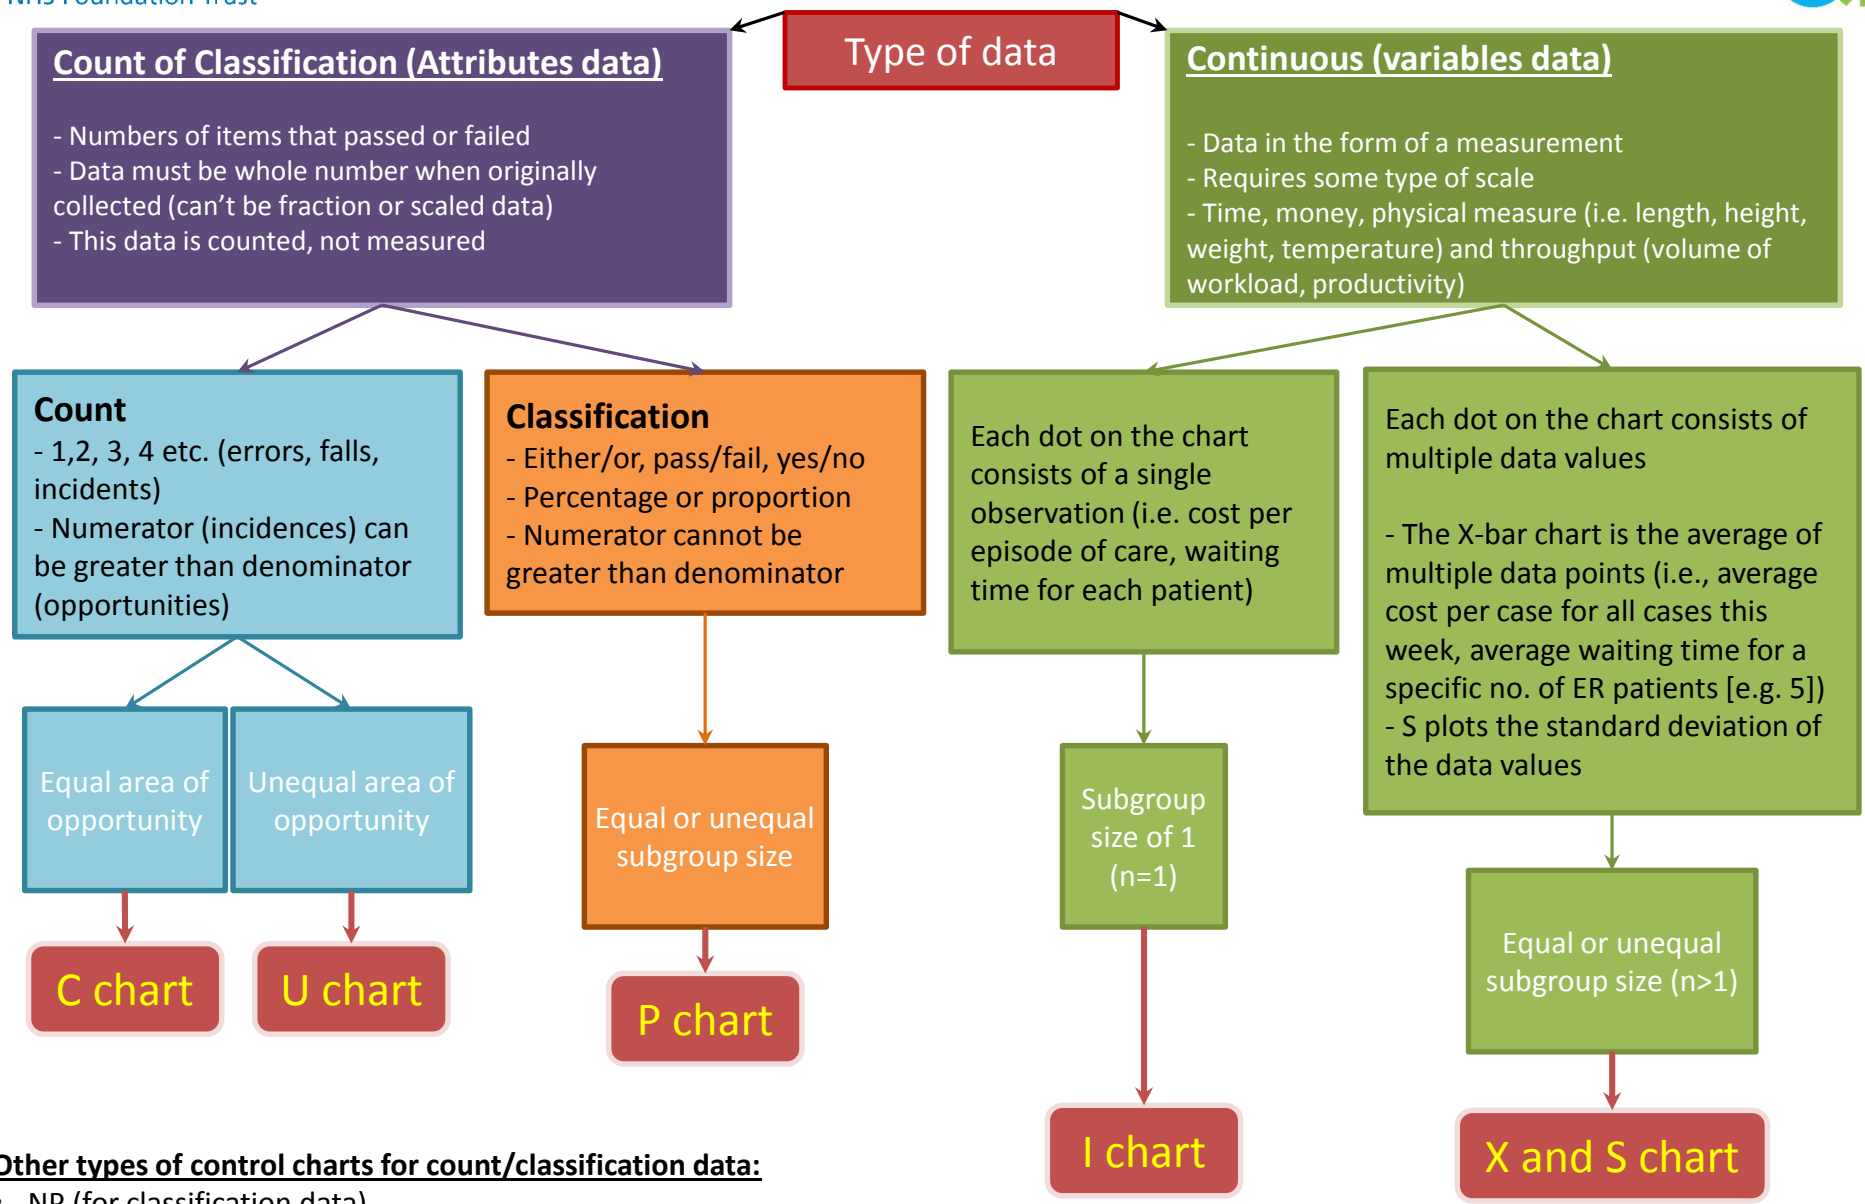 NHS Foundation Trust
Type of data
Count of Classification (Attributes data)
- Numbers of items that passed or failed
- Data must be whole number when originally
collected (can't be fraction or scaled data)
- This data is counted, not measured
Continuous (variables data)
- Data in the form of a measurement
- Requires some type of scale
- Time, money, physical measure (i.e. length, height,
weight, temperature) and throughput (volume of
workload, productivity)
Count
- 1,2, 3, 4 etc. (errors, falls,
incidents)
- Numerator (incidences) can
be greater than denominator
(opportunities)
Classification
- Either/or, pass/fail, yes/no
- Percentage or proportion
- Numerator cannot be
greater than denominator
Each dot on the chart
consists of a single
observation (i.e. cost per
episode of care, waiting
time for each patient)
Each dot on the chart consists of
multiple data values
- The X-bar chart is the average of
multiple data points (i.e., average
cost per case for all cases this
week, average waiting time for a
specific no. of ER patients [e.g. 5])
- S plots the standard deviation of
the data values
Equal area of
opportunity
Unequal area of
opportunity
Equal or unequal
subgroup size
Subgroup
size of 1
(n=1)
Equal or unequal
subgroup size (n>1)
C chart
U chart
P chart
I chart
X and S chart
Other types of control charts for count/classification data:
NP (for classification data)